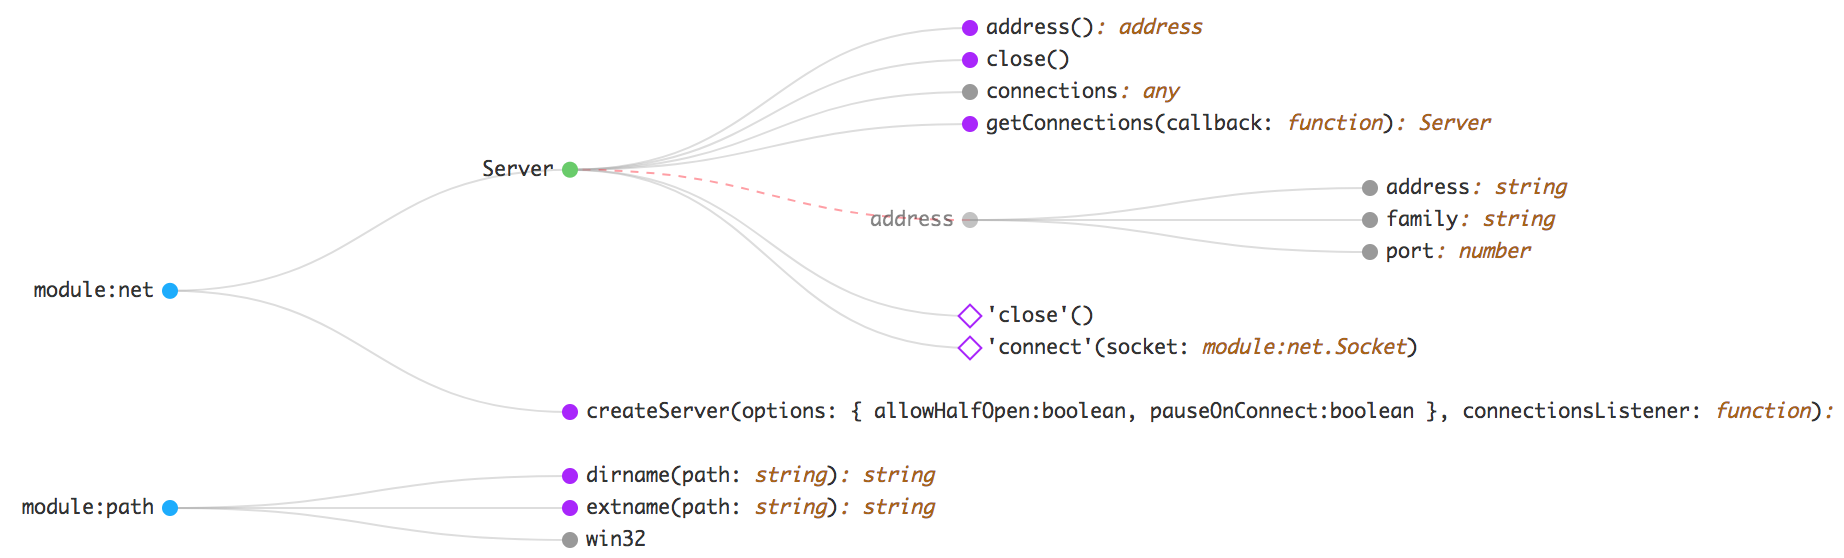 address(): address
close()
connections: any
getConnections(callback: function): Server
Server
address: string
address
family: string
port: number
module:net
'close'()
'connect'(socket: module:net.Socket)
createServer(options: { allowHalfOpen:boolean, pauseOnConnect:boolean }, connectionsListener: function):
dirname(path: string): string
module:path
extname(path: string): string
win32